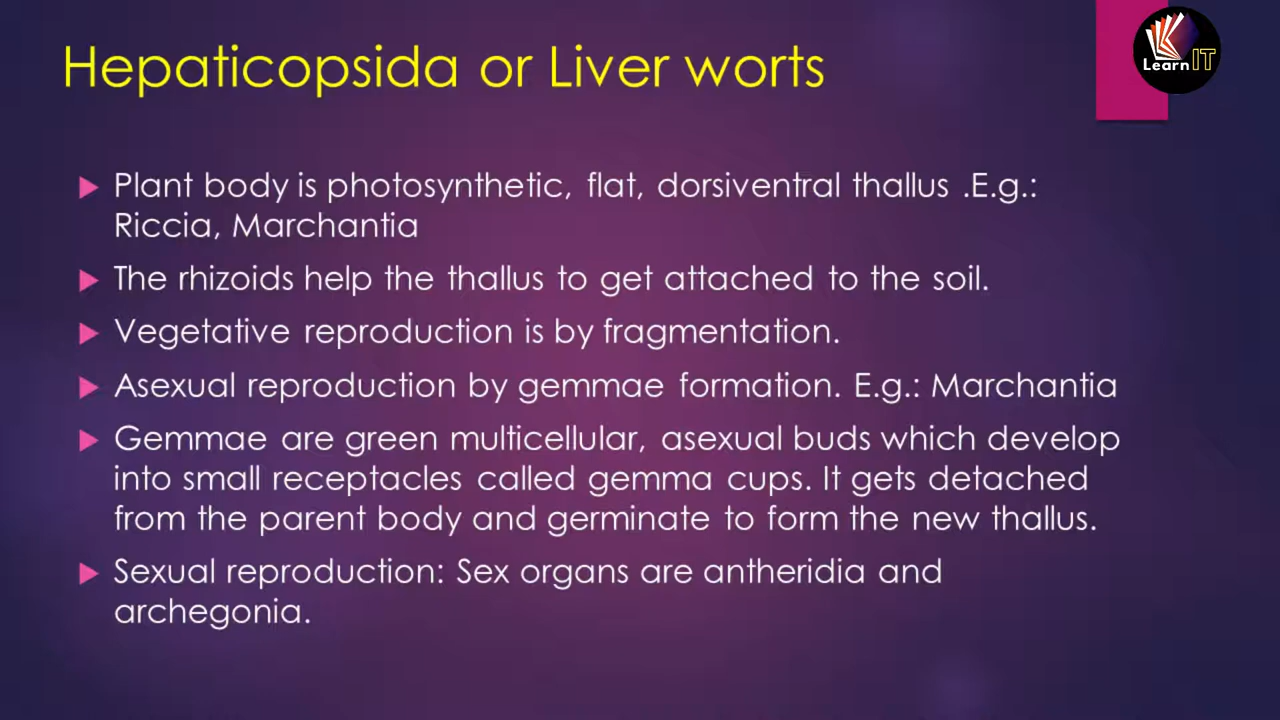 Hepaticopsida or Liver worts
Learn IT
Plant body is photosynthetic, flat, dorsiventral thallus .E.g.:
Riccia, Marchantia
The rhizoids help the thallus to get attached to the soil.
Vegetative reproduction is by fragmentation.
Asexual reproduction by gemmae formation. E.g.: Marchantia
Gemmae are green multicellular, asexual buds which develop
into small receptacles called gemma cups. It gets detached
from the parent body and germinate to form the new thallus.
Sexual reproduction: Sex organs are antheridia and
archegonia.